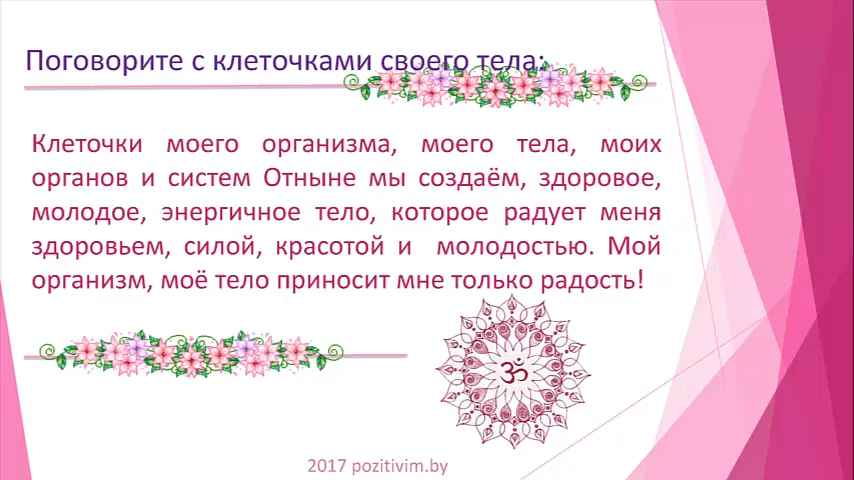 Поговорите с клеточками своего тела:
Клеточки моего организма, моего тела, моих
органов и систем Отныне мы создаём, здоровое,
молодое, энергичное тело, которое радует меня
здоровьем, силой, красотой и молодостью. Мой
организм, моё тело приносит мне только радость!
ॐ
2017 pozitivim.by